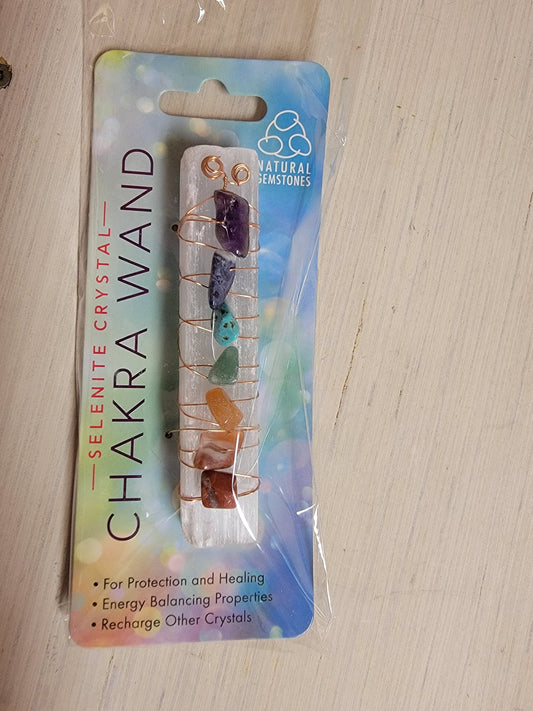 NATURAL
GEMSTONES
SELENITE CRYSTAL
CHAKRA WAND
• For Protection and Healing
• Energy Balancing Properties
• Recharge Other Crystals